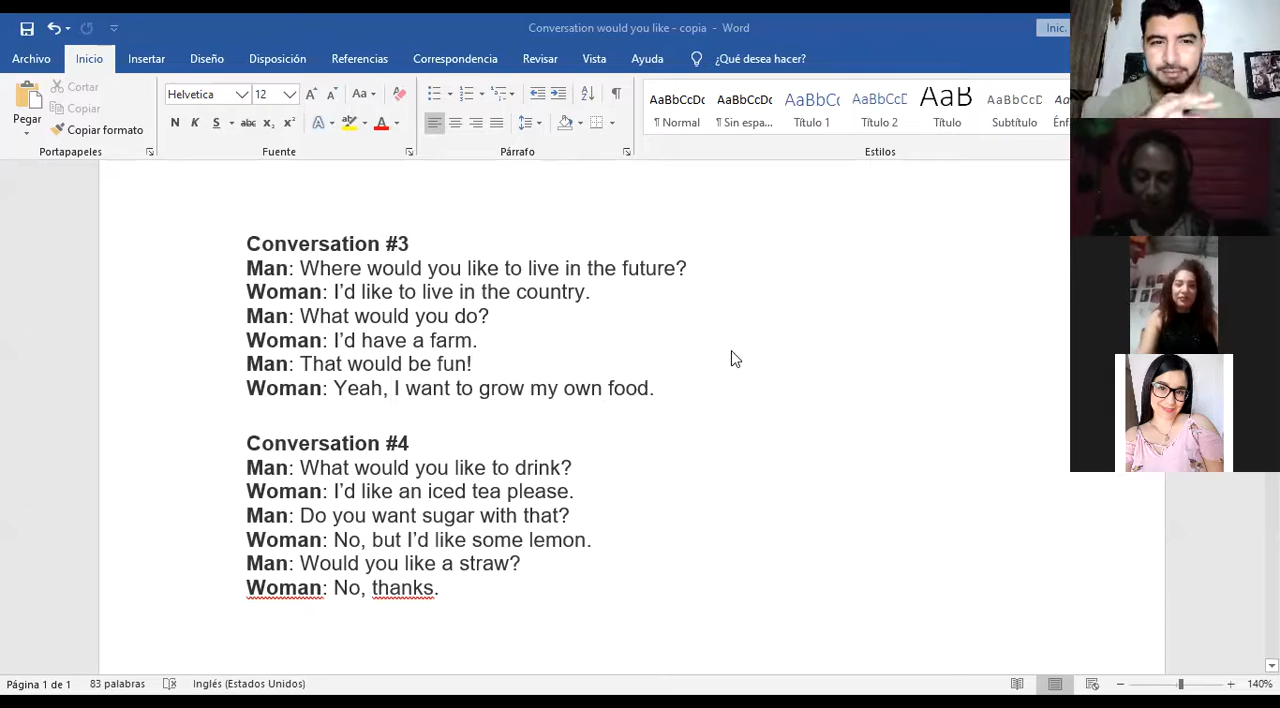 Conversation would you like - copia - Word
Inic.
Archivo Inicio Insertar Diseño Disposición Referencias Correspondencia Revisar Vista Ayuda ¿Qué desea hacer?
Pegar
Cortar
Copiar
Copiar formato
Portapapeles
Helvetica 12 Aa
N K S abc x₂ x² A A
Fuente
Párrafo
AaBbCcDc AaBbCcDc AaBbCc AaBbCcD AaB AaBbCcD
¶ Normal ¶ Sin espa... Título 1 Título 2 Título Subtítulo
Estilos
Conversation #3
Man: Where would you like to live in the future?
Woman: I'd like to live in the country.
Man: What would you do?
Woman: I'd have a farm.
Man: That would be fun!
Woman: Yeah, I want to grow my own food.
Conversation #4
Man: What would you like to drink?
Woman: I'd like an iced tea please.
Man: Do you want sugar with that?
Woman: No, but I'd like some lemon.
Man: Would you like a straw?
Woman: No, thanks.
Página 1 de 1 83 palabras Inglés (Estados Unidos) 140%